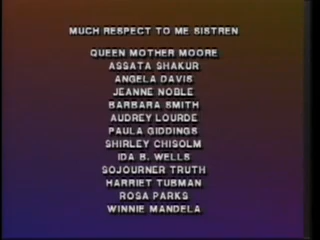 MUCH RESPECT TO ME SISTREN
QUEEN MOTHER MOORE
ASSATA SHAKUR
ANGELA DAVIS
JEANNE NOBLE
BARBARA SMITH
AUDREY LOURDE
PAULA GIDDINGS
SHIRLEY CHISOLM
IDA B. WELLS
SOJOURNER TRUTH
HARRIET TUBMAN
ROSA PARKS
WINNIE MANDELA